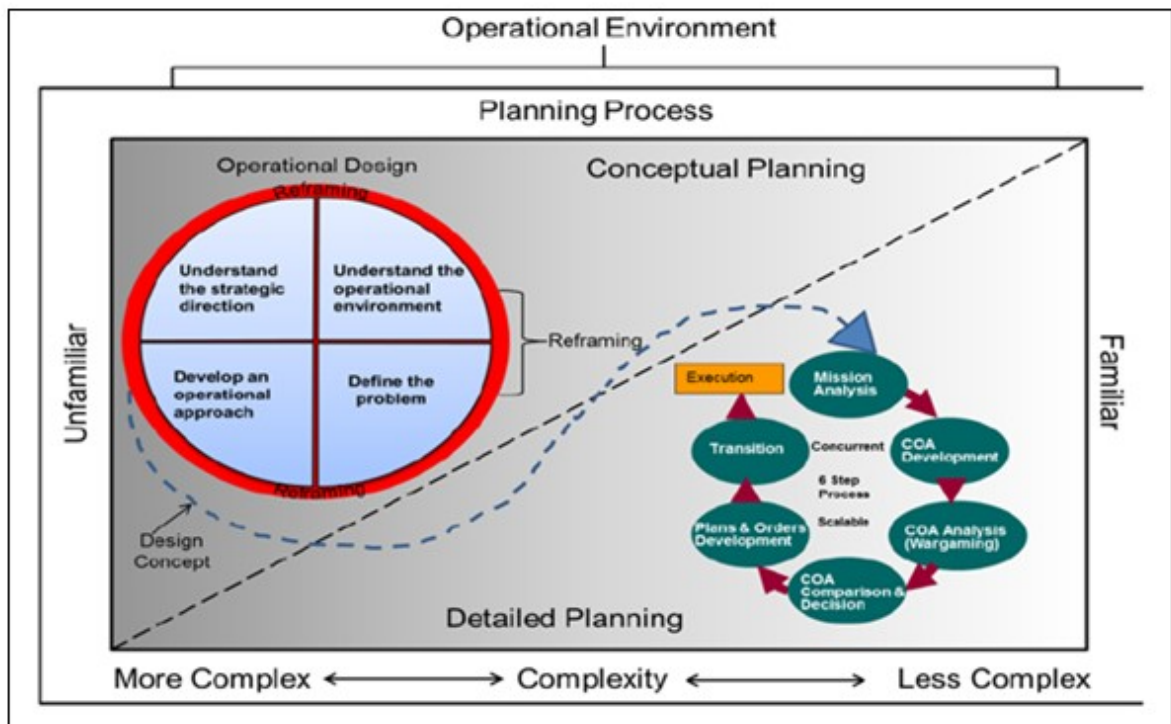 Operational Environment
Planning Process
Operational Design
Conceptual Planning
Reframing
Understand
the strategic
direction
Understand the
operational
environment
Develop an
operational
approach
Define the
problem
Reframing
Reframing
Design
Concept
Unfamiliar
Familiar
Execution
Mission
Analysis
Transition
Concurrent
COA
Development
6 Step
Process
Scalable
Plans & Orders
Development
COA Analysis
(Wargaming)
COA
Comparison &
Decision
Detailed Planning
More Complex
Complexity
Less Complex